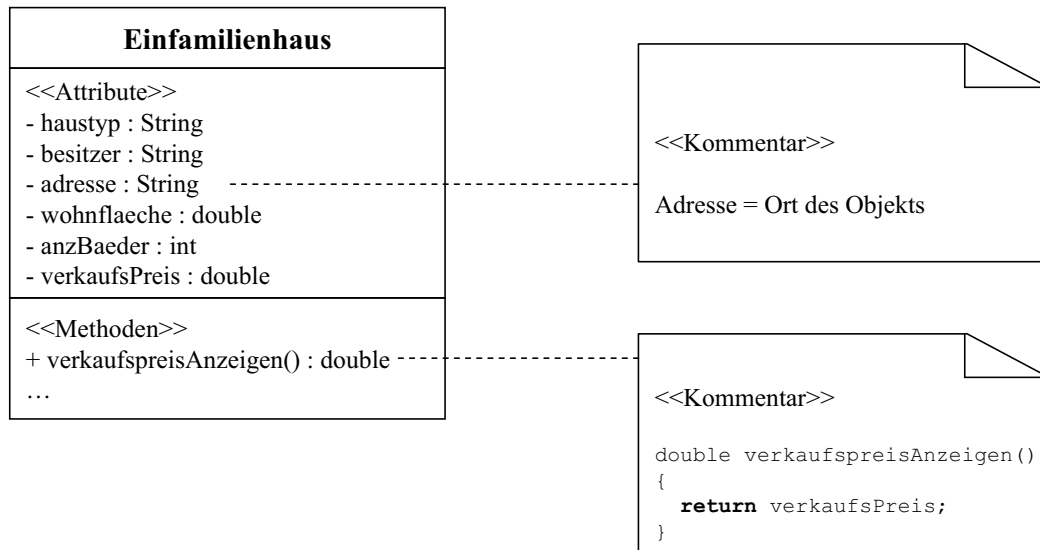 Einfamilienhaus
<<Attribute>>
- haustyp : String
- besitzer : String
- adresse : String
- wohnflaeche : double
- anzBaeder : int
- verkaufsPreis : double
<<Methoden>>
+ verkaufspreisAnzeigen() : double
…
<<Kommentar>>
Adresse = Ort des Objekts
<<Kommentar>>
double verkaufspreisAnzeigen()
{
return verkaufsPreis;
}